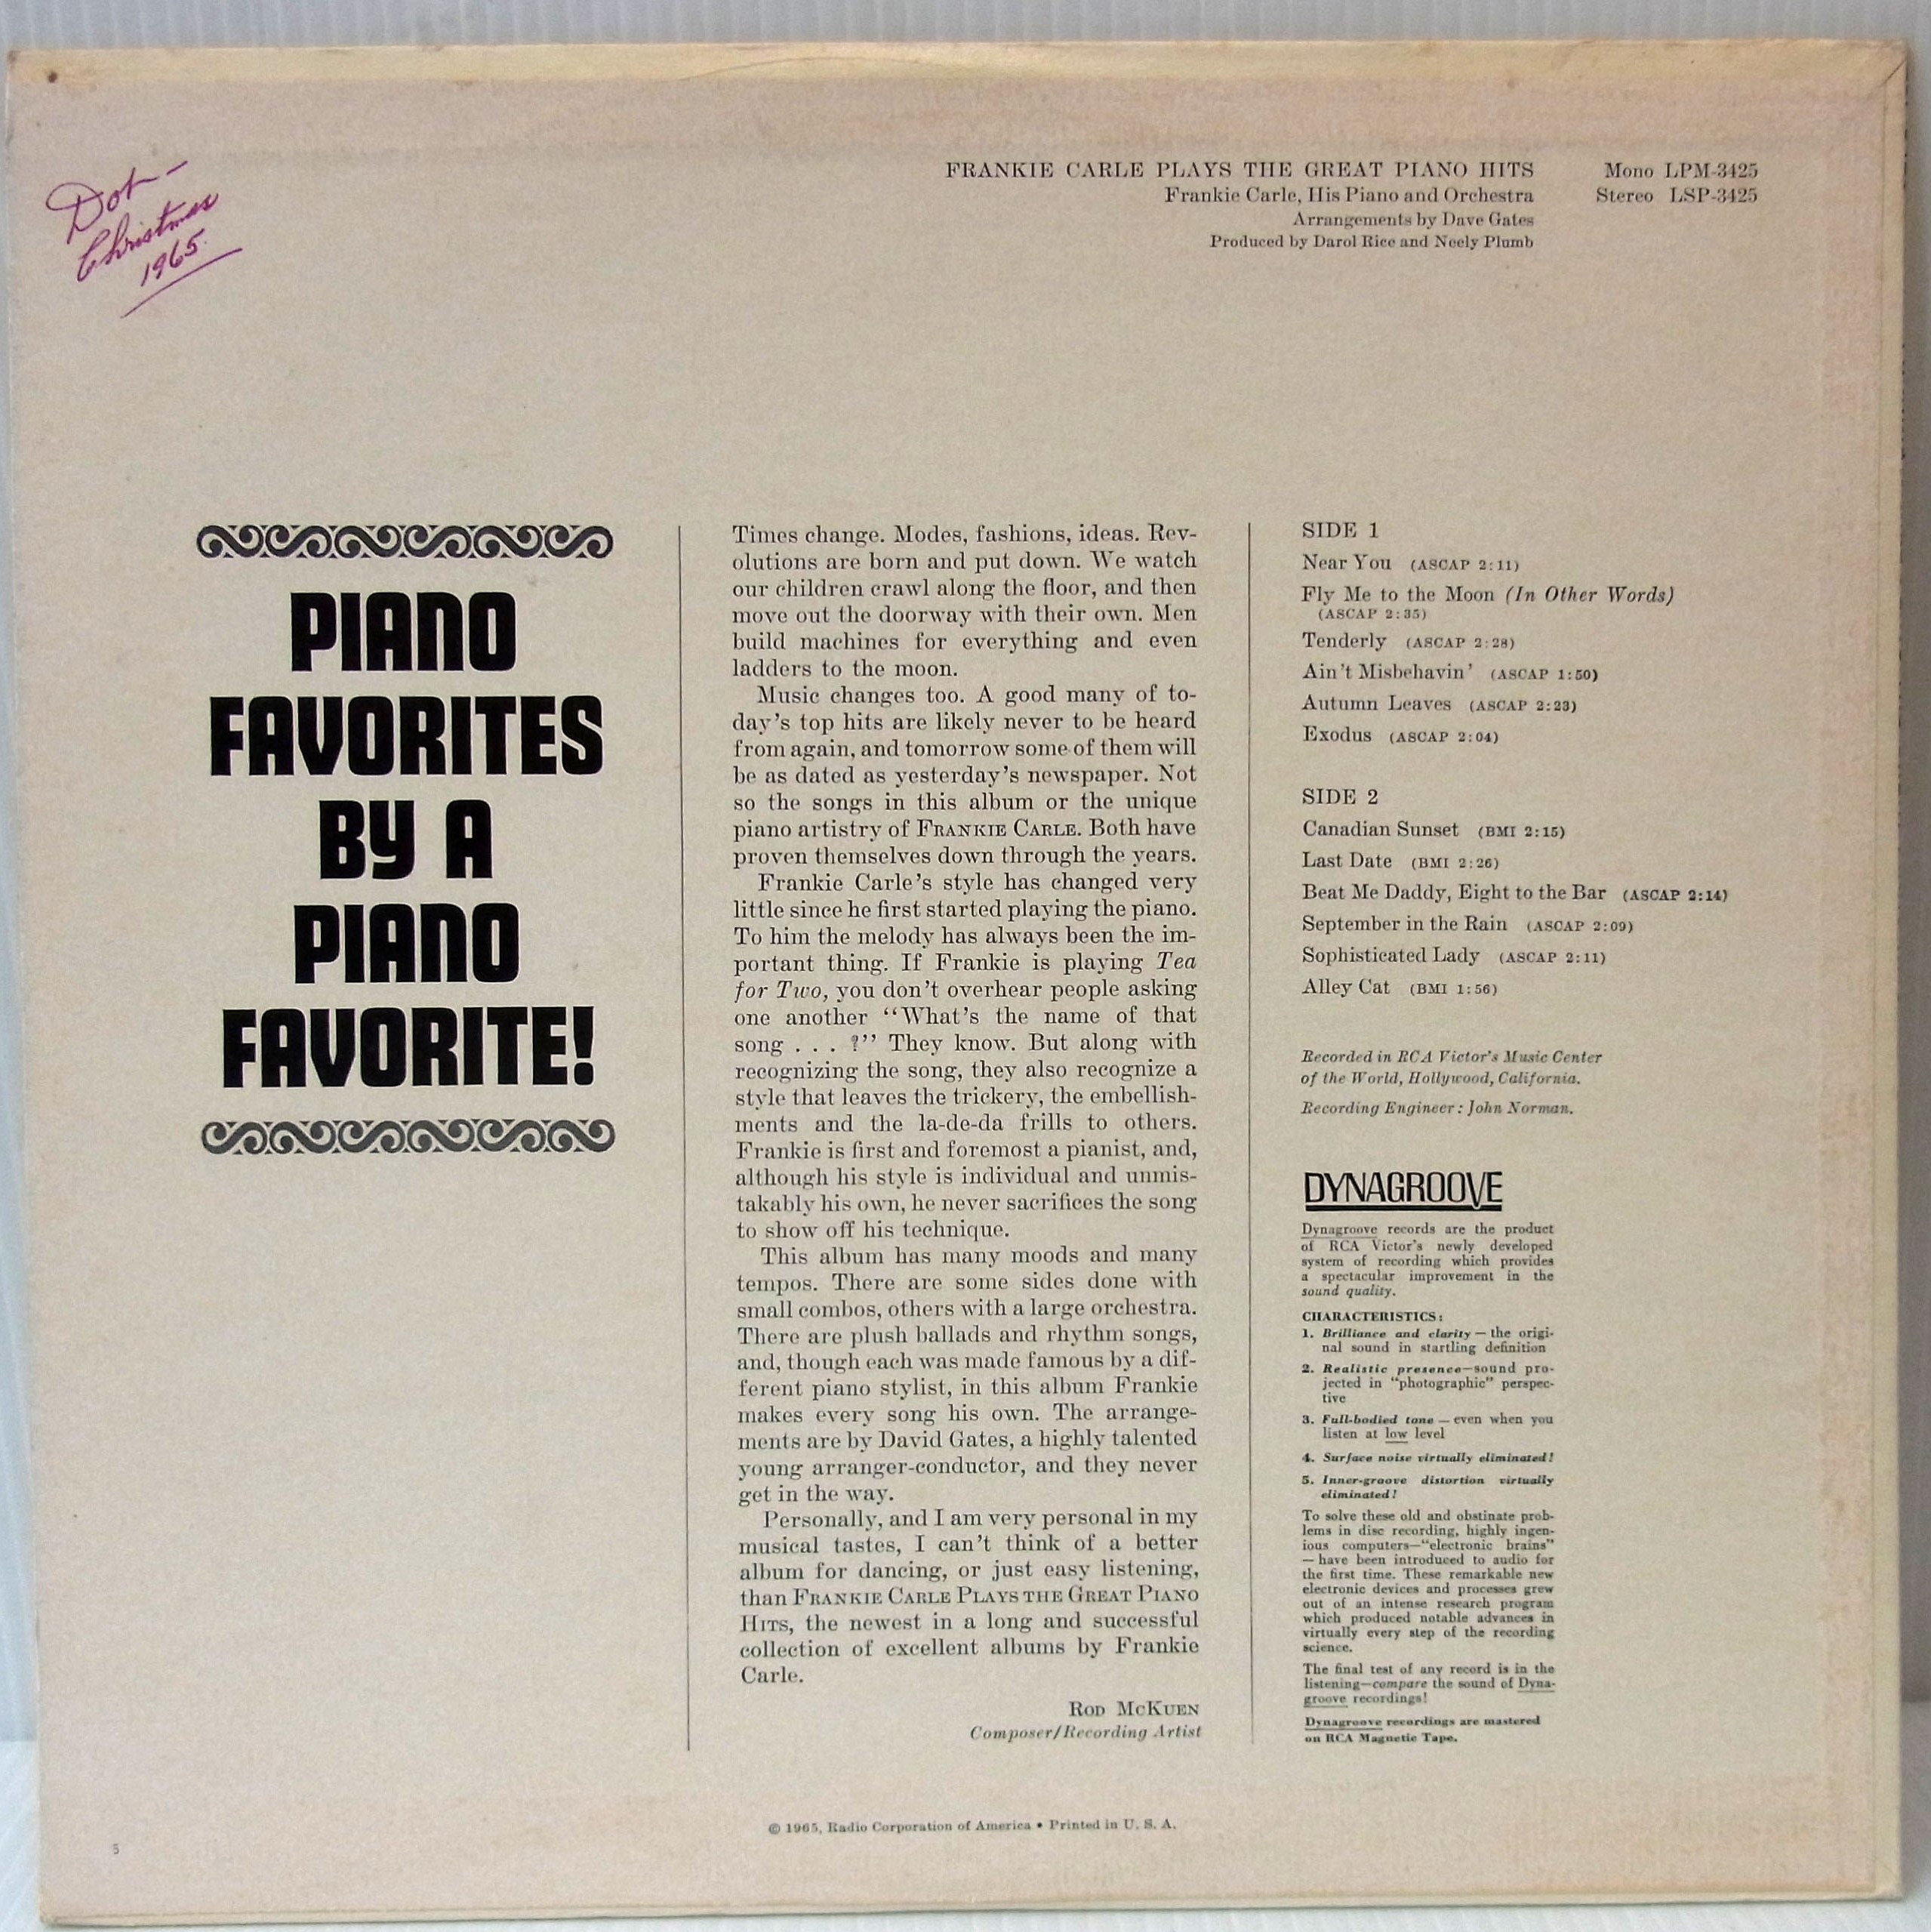 Dot-
Christmas
1965
FRANKIE CARLE PLAYS THE GREAT PIANO HITS
Frankie Carle, His Piano and Orchestra
Arrangements by Dave Gates
Produced by Darol Rice and Neely Plumb
Mono LPM-3425
Stereo LSP-3425
PIANO
FAVORITES
BY A
PIANO
FAVORITE!
Times change. Modes, fashions, ideas. Rev-
olutions are born and put down. We watch
our children crawl along the floor, and then
move out the doorway with their own. Men
build machines for everything and even
ladders to the moon.
Music changes too. A good many of to-
day's top hits are likely never to be heard
from again, and tomorrow some of them will
be as dated as yesterday's newspaper. Not
so the songs in this album or the unique
piano artistry of FRANKIE CARLE. Both have
proven themselves down through the years.
Frankie Carle's style has changed very
little since he first started playing the piano.
To him the melody has always been the im-
portant thing. If Frankie is playing Tea
for Two, you don't overhear people asking
one another "What's the name of that
song . . . ?" They know. But along with
recognizing the song, they also recognize a
style that leaves the trickery, the embellish-
ments and the la-de-da frills to others.
Frankie is first and foremost a pianist, and,
although his style is individual and unmis-
takably his own, he never sacrifices the song
to show off his technique.
This album has many moods and many
tempos. There are some sides done with
small combos, others with a large orchestra.
There are plush ballads and rhythm songs,
and, though each was made famous by a dif-
ferent piano stylist, in this album Frankie
makes every song his own. The arrange-
ments are by David Gates, a highly talented
young arranger-conductor, and they never
get in the way.
Personally, and I am very personal in my
musical tastes, I can't think of a better
album for dancing, or just easy listening,
than FRANKIE CARLE PLAYS THE GREAT PIANO
HITS, the newest in a long and successful
collection of excellent albums by Frankie
Carle.
ROD MCKUEN
Composer/Recording Artist
SIDE 1
Near You (ASCAP 2:11)
Fly Me to the Moon (In Other Words)
(ASCAP 2:35)
Tenderly (ASCAP 2:28)
Ain't Misbehavin' (ASCAP 1:50)
Autumn Leaves (ASCAP 2:23)
Exodus (ASCAP 2:04)
SIDE 2
Canadian Sunset (BMI 2:15)
Last Date (BMI 2:26)
Beat Me Daddy, Eight to the Bar (ASCAP 2:14)
September in the Rain (ASCAP 2:09)
Sophisticated Lady (ASCAP 2:11)
Alley Cat (BMI 1:56)
Recorded in RCA Victor's Music Center
of the World, Hollywood, California.
Recording Engineer: John Norman.
DYNAGROOVE
Dynagroove records are the product
of RCA Victor's newly developed
system of recording which provides
a spectacular improvement in the
sound quality.
CHARACTERISTICS:
1. Brilliance and clarity — the origi-
nal sound in startling definition
2. Realistic presence—sound pro-
jected in "photographic" perspec-
tive
3. Full-bodied tone — even when you
listen at low level
4. Surface noise virtually eliminated!
5. Inner-groove distortion virtually
eliminated!
To solve these old and obstinate prob-
lems in disc recording, highly ingen-
ious computers—"electronic brains"
— have been introduced to audio for
the first time. These remarkable new
electronic devices and processes grew
out of an intense research program
which produced notable advances in
virtually every step of the recording
science.
The final test of any record is in the
listening—compare the sound of Dyna-
groove recordings!
Dynagroove recordings are mastered
on RCA Magnetic Tape.
© 1965, Radio Corporation of America • Printed in U. S. A.
5